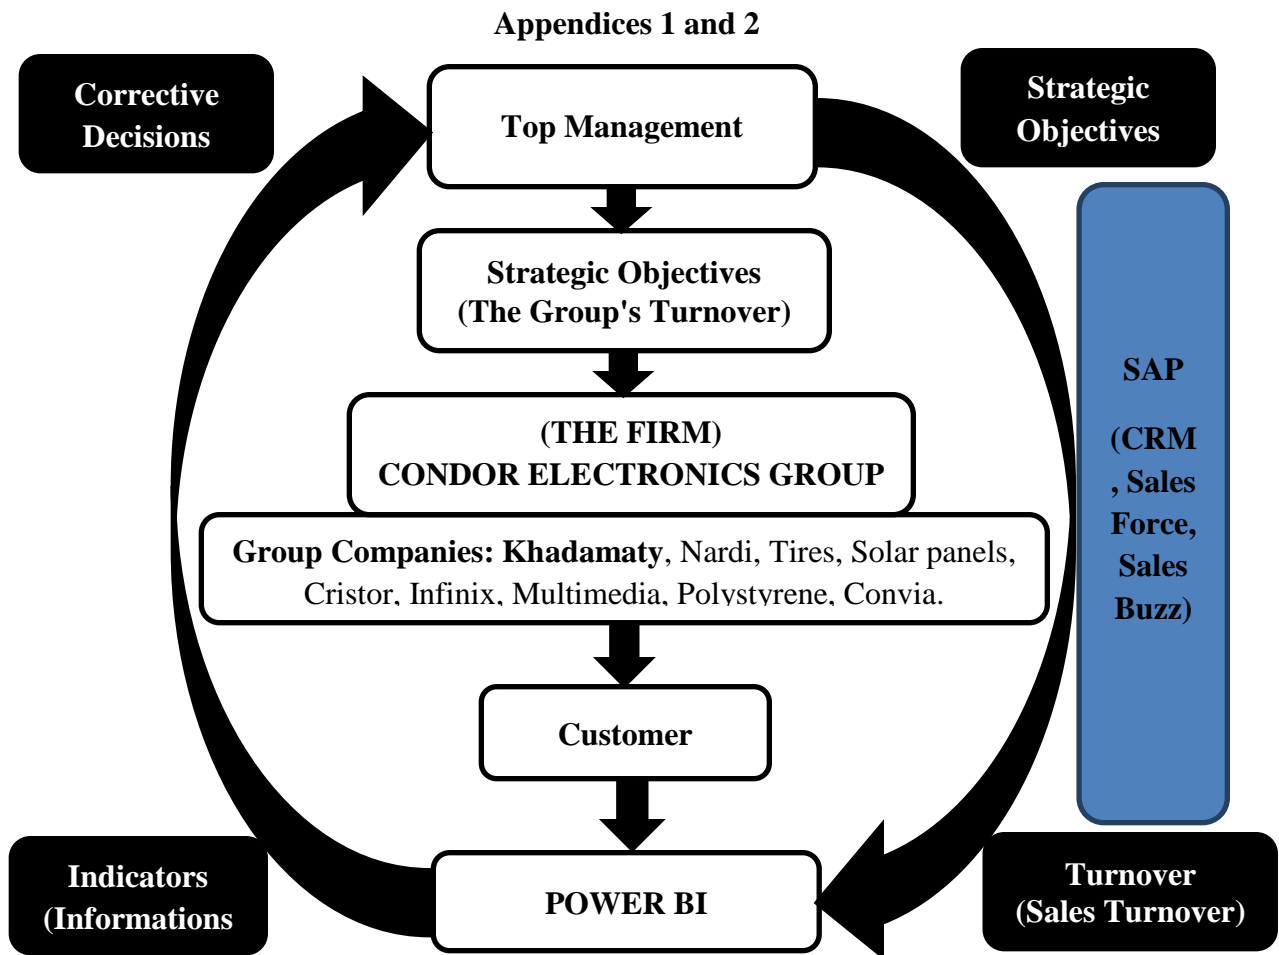 Appendices 1 and 2
Corrective
Decisions
Top Management
Strategic
Objectives
Strategic Objectives
(The Group's Turnover)
(THE FIRM)
CONDOR ELECTRONICS GROUP
Group Companies: Khadamaty, Nardi, Tires, Solar panels,
Cristor, Infinix, Multimedia, Polystyrene, Convia.
SAP
(CRM
, Sales
Force,
Sales
Buzz)
Customer
Indicators
(Informations
POWER BI
Turnover
(Sales Turnover)